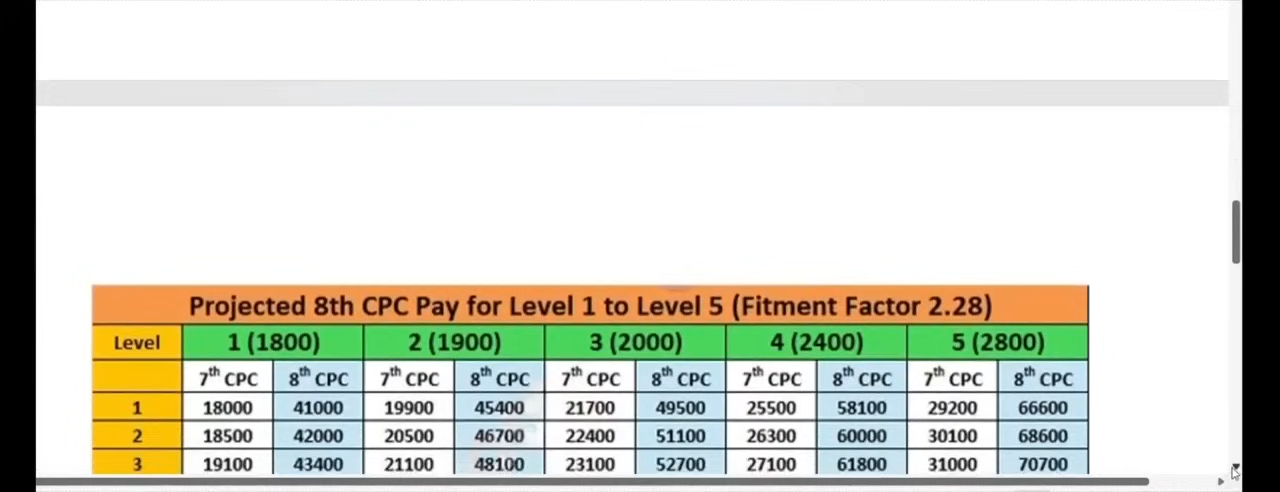 Projected 8th CPC Pay for Level 1 to Level 5 (Fitment Factor 2.28)
Level 1 (1800) 2 (1900) 3 (2000) 4 (2400) 5 (2800)
7th CPC 8th CPC 7th CPC 8th CPC 7th CPC 8th CPC 7th CPC 8th CPC 7th CPC 8th CPC
1 18000 41000 19900 45400 21700 49500 25500 58100 29200 66600
2 18500 42000 20500 46700 22400 51100 26300 60000 30100 68600
3 19100 43400 21100 48100 23100 52700 27100 61800 31000 70700